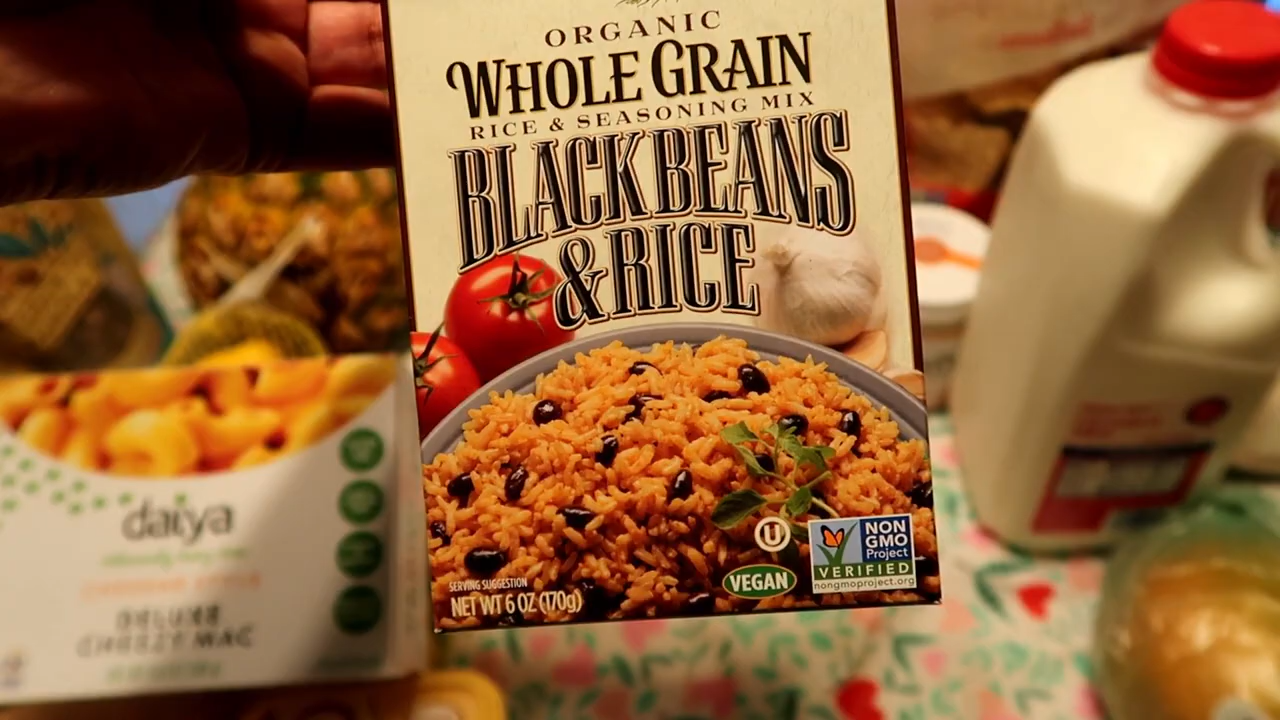 ORGANIC
WHOLE GRAIN
RICE & SEASONING MIX
BLACK BEANS
& RICE
U
VEGAN
NON
GMO
Project
VERIFIED
nongmoproject.org
SERVING SUGGESTION
NET WT 6 OZ (170g)
daiya
DELUXE
CHEEZY MAC